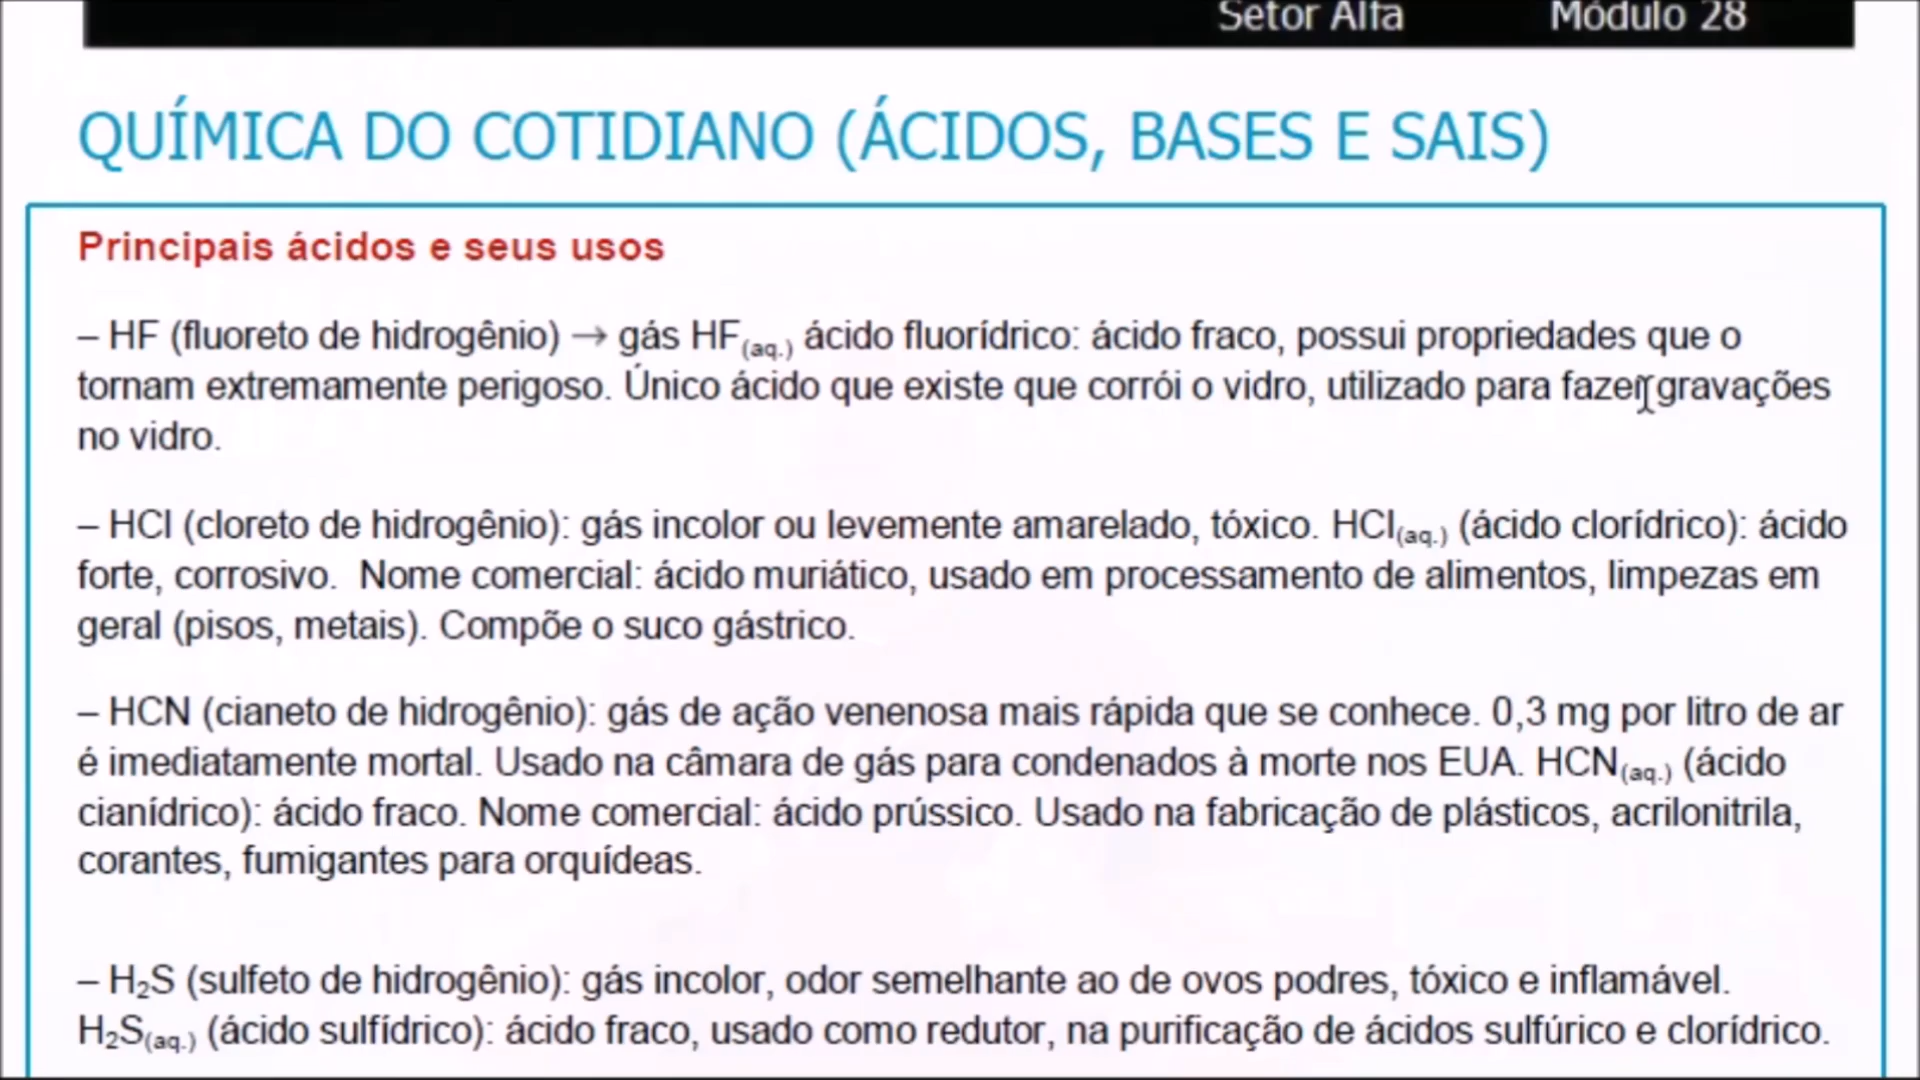 Setor Alfa Módulo 28
QUÍMICA DO COTIDIANO (ÁCIDOS, BASES E SAIS)
Principais ácidos e seus usos
– HF (fluoreto de hidrogênio) → gás HF(aq.) ácido fluorídrico: ácido fraco, possui propriedades que o
tornam extremamente perigoso. Único ácido que existe que corrói o vidro, utilizado para fazer gravações
no vidro.
– HCl (cloreto de hidrogênio): gás incolor ou levemente amarelado, tóxico. HCl(aq.) (ácido clorídrico): ácido
forte, corrosivo.  Nome comercial: ácido muriático, usado em processamento de alimentos, limpezas em
geral (pisos, metais). Compõe o suco gástrico.
– HCN (cianeto de hidrogênio): gás de ação venenosa mais rápida que se conhece. 0,3 mg por litro de ar
é imediatamente mortal. Usado na câmara de gás para condenados à morte nos EUA. HCN(aq.) (ácido
cianídrico): ácido fraco. Nome comercial: ácido prússico. Usado na fabricação de plásticos, acrilonitrila,
corantes, fumigantes para orquídeas.
– H₂S (sulfeto de hidrogênio): gás incolor, odor semelhante ao de ovos podres, tóxico e inflamável.
H₂S(aq.) (ácido sulfídrico): ácido fraco, usado como redutor, na purificação de ácidos sulfúrico e clorídrico.